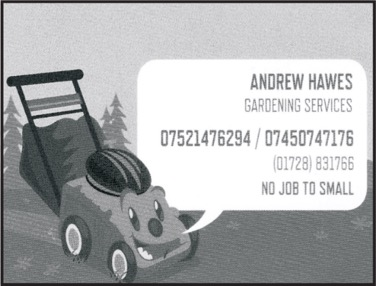 ANDREW HAWES
GARDENING SERVICES
07521476294 / 07450747176
(01728) 831766
NO JOB TO SMALL